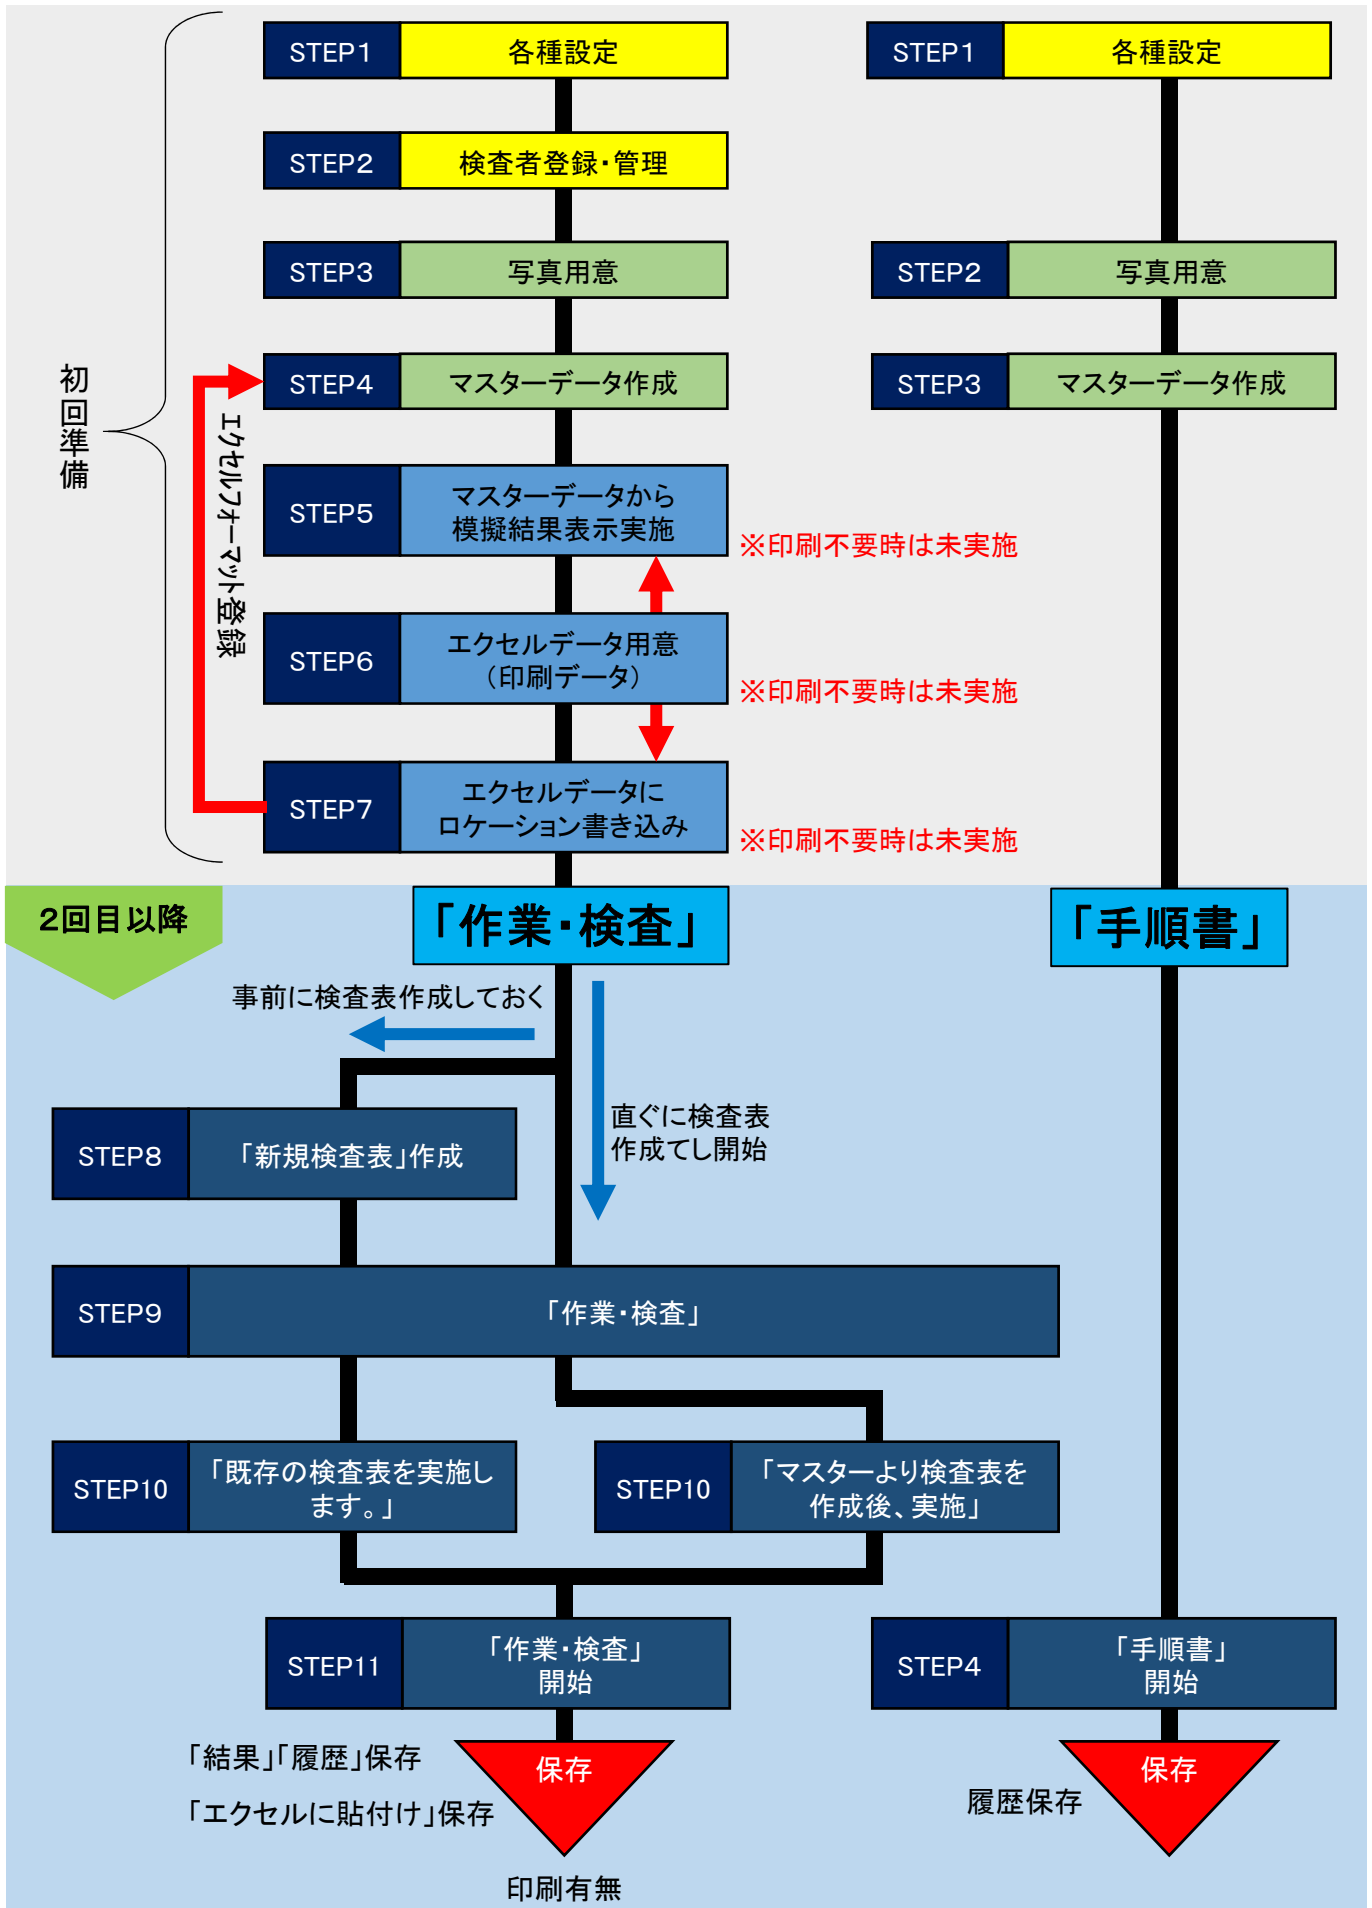 STEP1
各種設定
STEP1
各種設定
STEP2
検査者登録・管理
STEP3
写真用意
STEP2
写真用意
初回準備
STEP4
マスターデータ作成
STEP3
マスターデータ作成
エクセルフォーマット登録
STEP5
マスターデータから
模擬結果表示実施
※印刷不要時は未実施
STEP6
エクセルデータ用意
（印刷データ）
※印刷不要時は未実施
STEP7
エクセルデータに
ロケーション書き込み
※印刷不要時は未実施
2回目以降
「作業・検査」
「手順書」
事前に検査表作成しておく
直ぐに検査表
作成てし開始
STEP8
「新規検査表」作成
STEP9
「作業・検査」
STEP10
「既存の検査表を実施し
ます。」
STEP10
「マスターより検査表を
作成後、実施」
STEP11
「作業・検査」
開始
STEP4
「手順書」
開始
「結果」「履歴」保存
保存
保存
「エクセルに貼付け」保存
履歴保存
印刷有無